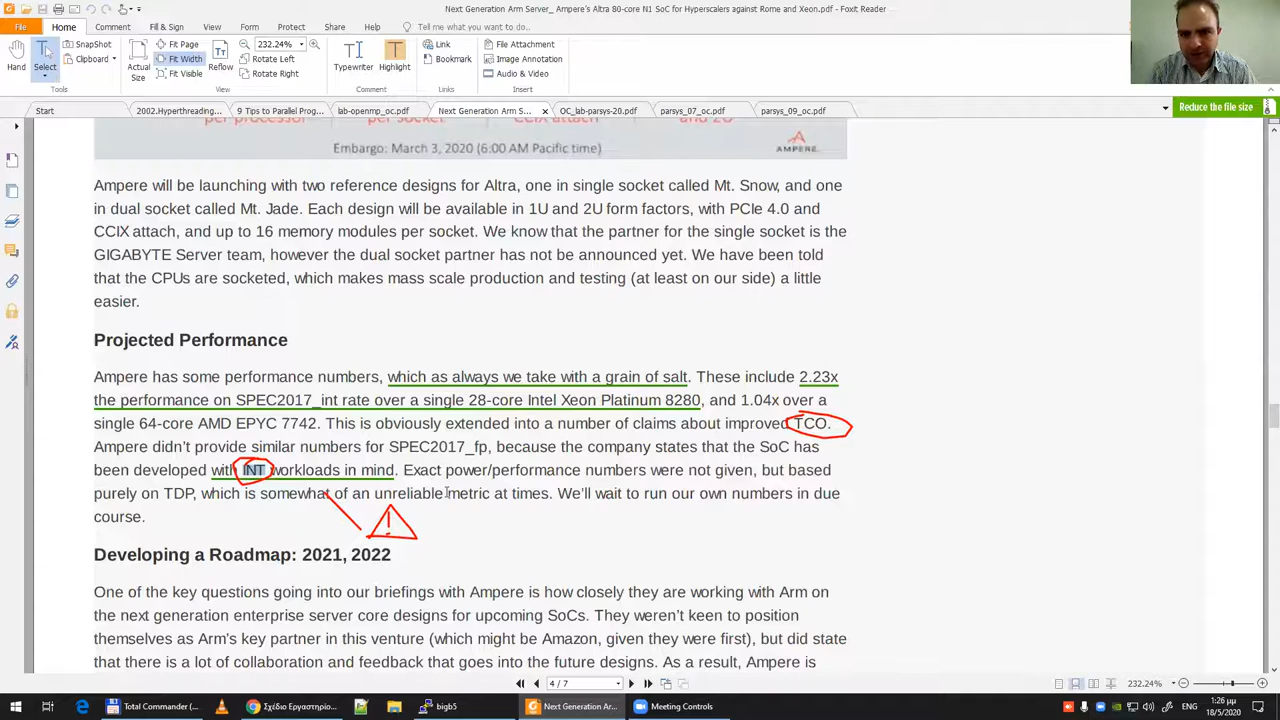 Next Generation Arm Server_ Ampere's Altra 80-core N1 SoC for Hyperscalers against Rome and Xeon.pdf - Foxit Reader
File Home Comment Fill & Sign View Form Protect Share Help Extras Tell me what you want to do...
Hand
Select
SnapShot
Clipboard
Tools
Actual Size
Fit Page
Fit Width
Fit Visible
Reflow
232.24%
Rotate Left
Rotate Right
View
Typewriter
Highlight
Comment
Link
Bookmark
Links
File Attachment
Image Annotation
Audio & Video
Insert
Start 2002.Hyperthreading... 9 Tips to Parallel Prog... lab-openmp_oc.pdf Next Generation Arm S... OC_lab-parsys-20.pdf parsys_07_oc.pdf parsys_09_oc.pdf Reduce the file size
per processor per socket CCIX attach and 2U
Embargo: March 3, 2020 (6:00 AM Pacific time) AMPERE
Ampere will be launching with two reference designs for Altra, one in single socket called Mt. Snow, and one
in dual socket called Mt. Jade. Each design will be available in 1U and 2U form factors, with PCIe 4.0 and
CCIX attach, and up to 16 memory modules per socket. We know that the partner for the single socket is the
GIGABYTE Server team, however the dual socket partner has not be announced yet. We have been told
that the CPUs are socketed, which makes mass scale production and testing (at least on our side) a little
easier.
Projected Performance
Ampere has some performance numbers, which as always we take with a grain of salt. These include 2.23x
the performance on SPEC2017_int rate over a single 28-core Intel Xeon Platinum 8280, and 1.04x over a
single 64-core AMD EPYC 7742. This is obviously extended into a number of claims about improved TCO.
Ampere didn't provide similar numbers for SPEC2017_fp, because the company states that the SoC has
been developed with INT workloads in mind. Exact power/performance numbers were not given, but based
purely on TDP, which is somewhat of an unreliable metric at times. We'll wait to run our own numbers in due
course.
!
Developing a Roadmap: 2021, 2022
One of the key questions going into our briefings with Ampere is how closely they are working with Arm on
the next generation enterprise server core designs for upcoming SoCs. They weren't keen to position
themselves as Arm's key partner in this venture (which might be Amazon, given they were first), but did state
that there is a lot of collaboration and feedback that goes into the future designs. As a result, Ampere is
4 / 7 232.24%
Total Commander (... Σχέδιο Εργαστηρίο... big5 Next Generation Ar... Meeting Controls
1:26 μμ
18/5/2020